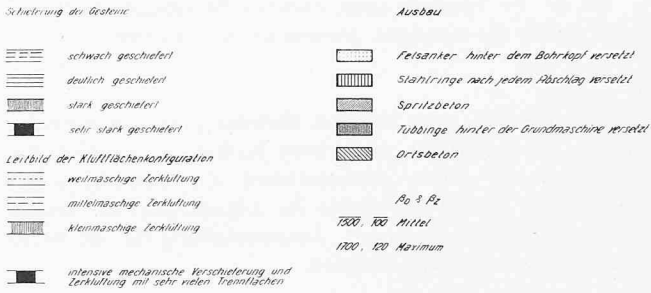 Schieferung der Gesteine
schwach geschiefert
deutlich geschiefert
stark geschiefert
sehr stark geschiefert
Leitbild der Kluftflächenkonfiguration
weitmaschige Zerklüftung
mittelmaschige Zerklüftung
kleinmaschige Zerklüftung
intensive mechanische Verschieferung und
Zerklüftung mit sehr vielen Trennflächen
Ausbau
Felsanker hinter dem Bohrkopf versetzt
Stahlringe nach jedem Abschlag versetzt
Spritzbeton
Tübbinge hinter der Grundmaschine versetzt
Ortsbeton
βD & βZ
1500, 100 Mittel
1700, 120 Maximum